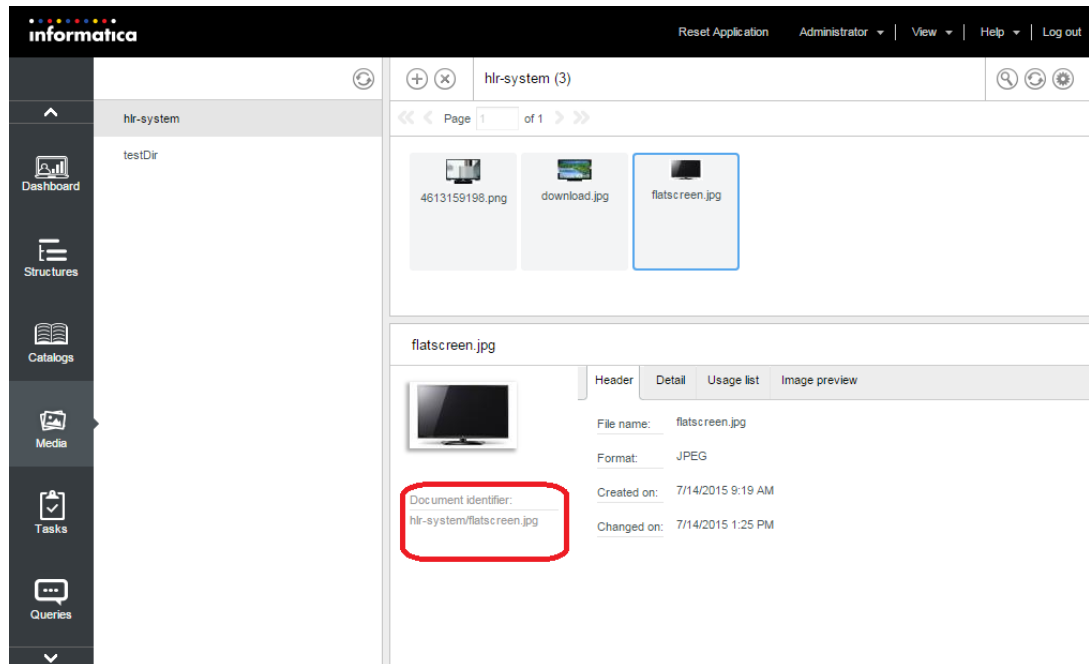 informatica
Reset Application Administrator View Help Log out
hlr-system (3)
hlr-system
testDir
Page 1 of 1
4613159198.png download.jpg flatscreen.jpg
Dashboard
Structures
Catalogs
Media
Tasks
Queries
flatscreen.jpg
Header Detail Usage list Image preview
File name: flatscreen.jpg
Format: JPEG
Created on: 7/14/2015 9:19 AM
Changed on: 7/14/2015 1:25 PM
Document identifier:
hlr-system/flatscreen.jpg